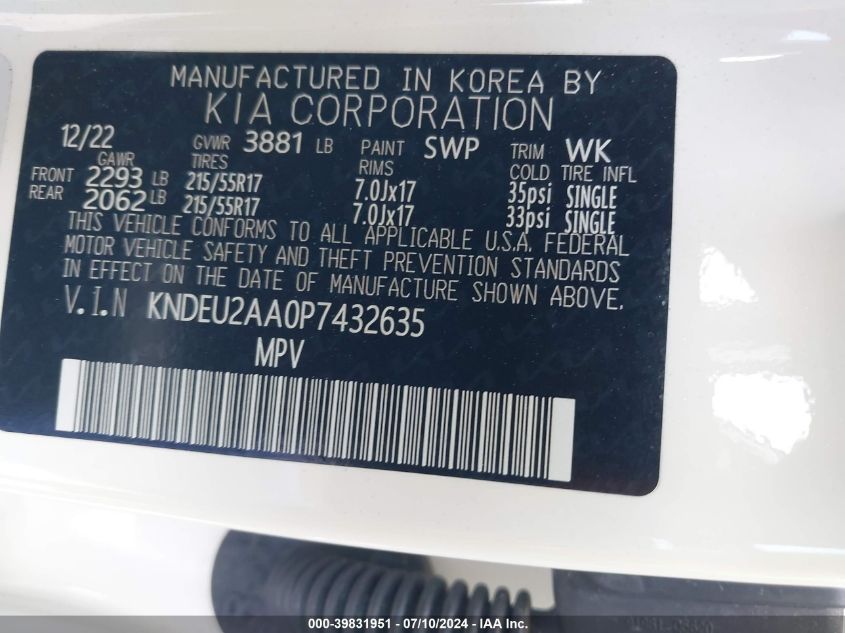 MANUFACTURED IN KOREA BY
KIA CORPORATION
12/22 GVWR 3881 LB PAINT SWP TRIM WK
GAWR TIRES RIMS COLD TIRE INFL
FRONT 2293 LB 215/55R17 7.0Jx17 35psi SINGLE
REAR 2062 LB 215/55R17 7.0Jx17 33psi SINGLE
THIS VEHICLE CONFORMS TO ALL APPLICABLE U.S.A. FEDERAL
MOTOR VEHICLE SAFETY AND THEFT PREVENTION STANDARDS
IN EFFECT ON THE DATE OF MANUFACTURE SHOWN ABOVE.
V.I.N KNDEU2AA0P7432635
MPV
000-39831951 - 07/10/2024 - IAA, Inc.